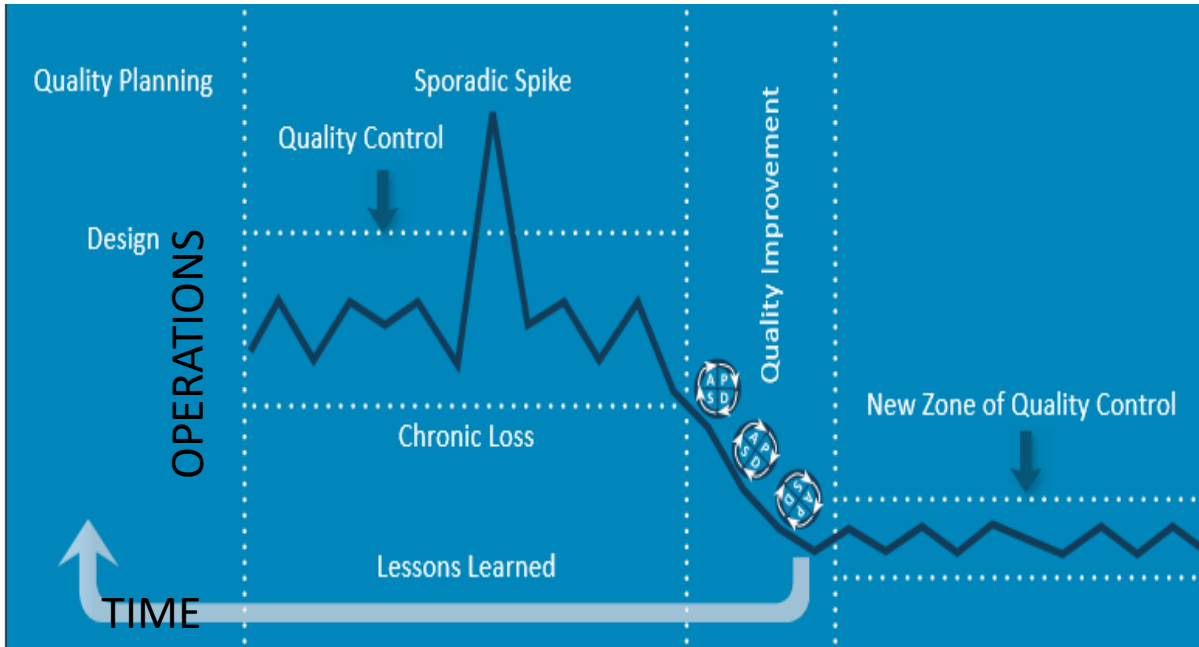 Quality Planning
Sporadic Spike
Quality Control
Quality Improvement
Design
OPERATIONS
A P
S D
A P
S D
S A
D P
New Zone of Quality Control
Chronic Loss
Lessons Learned
TIME